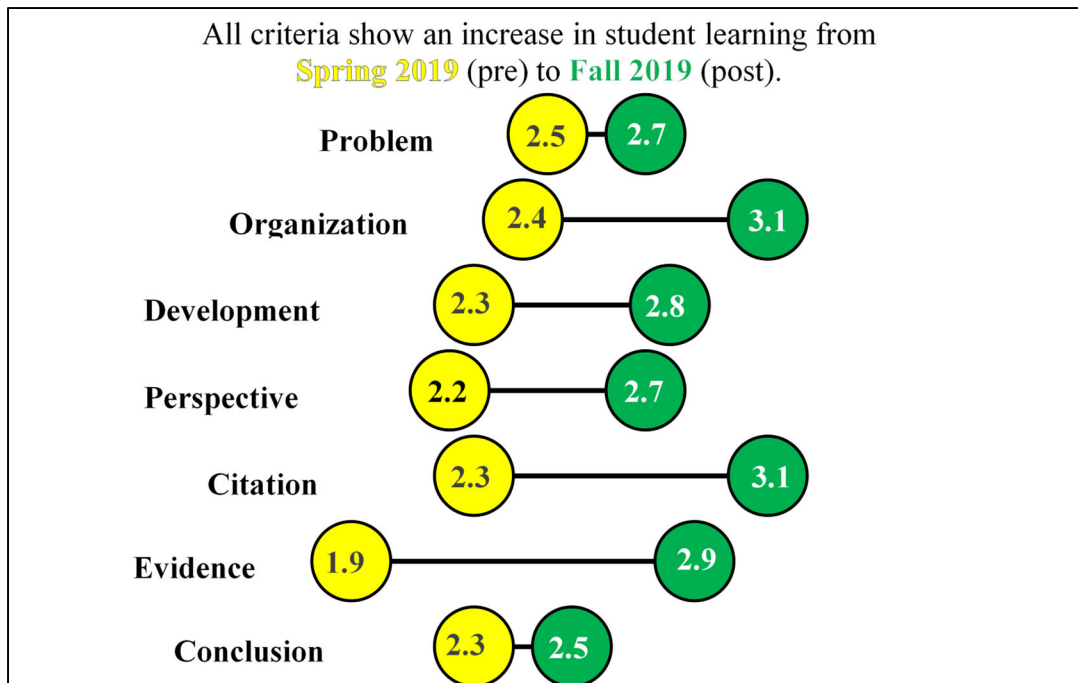 All criteria show an increase in student learning from
Spring 2019 (pre) to Fall 2019 (post).
Problem 2.5 2.7
Organization 2.4 3.1
Development 2.3 2.8
Perspective 2.2 2.7
Citation 2.3 3.1
Evidence 1.9 2.9
Conclusion 2.3 2.5